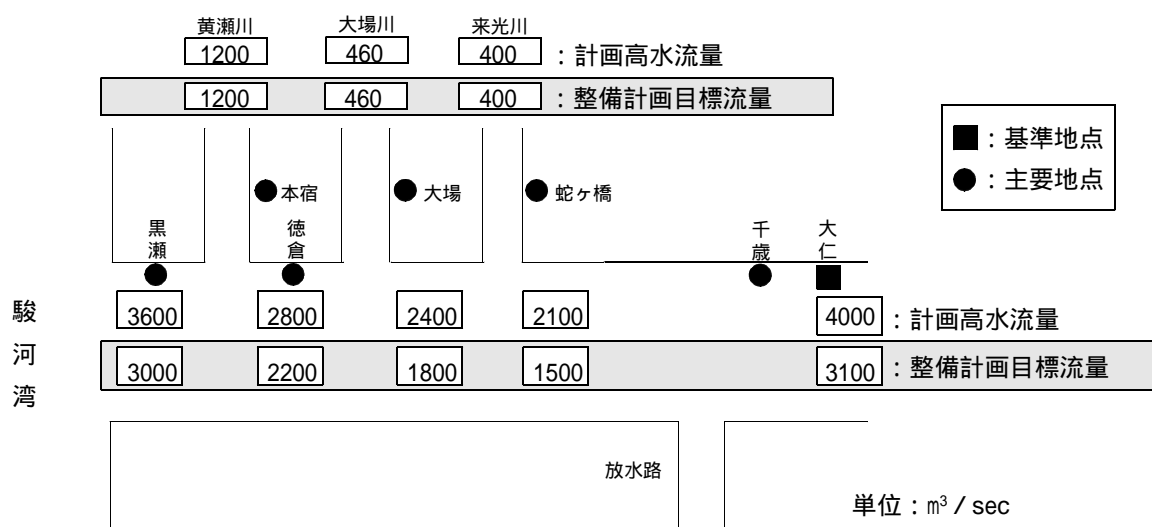 黄瀬川 大場川 来光川
1200 460 400 :計画高水流量
1200 460 400 :整備計画目標流量
■:基準地点
●:主要地点
本宿 大場 蛇ヶ橋
黒瀬 徳倉 千歳 大仁
3600 2800 2400 2100 4000 :計画高水流量
3000 2200 1800 1500 3100 :整備計画目標流量
駿河湾
放水路
単位:m³/sec